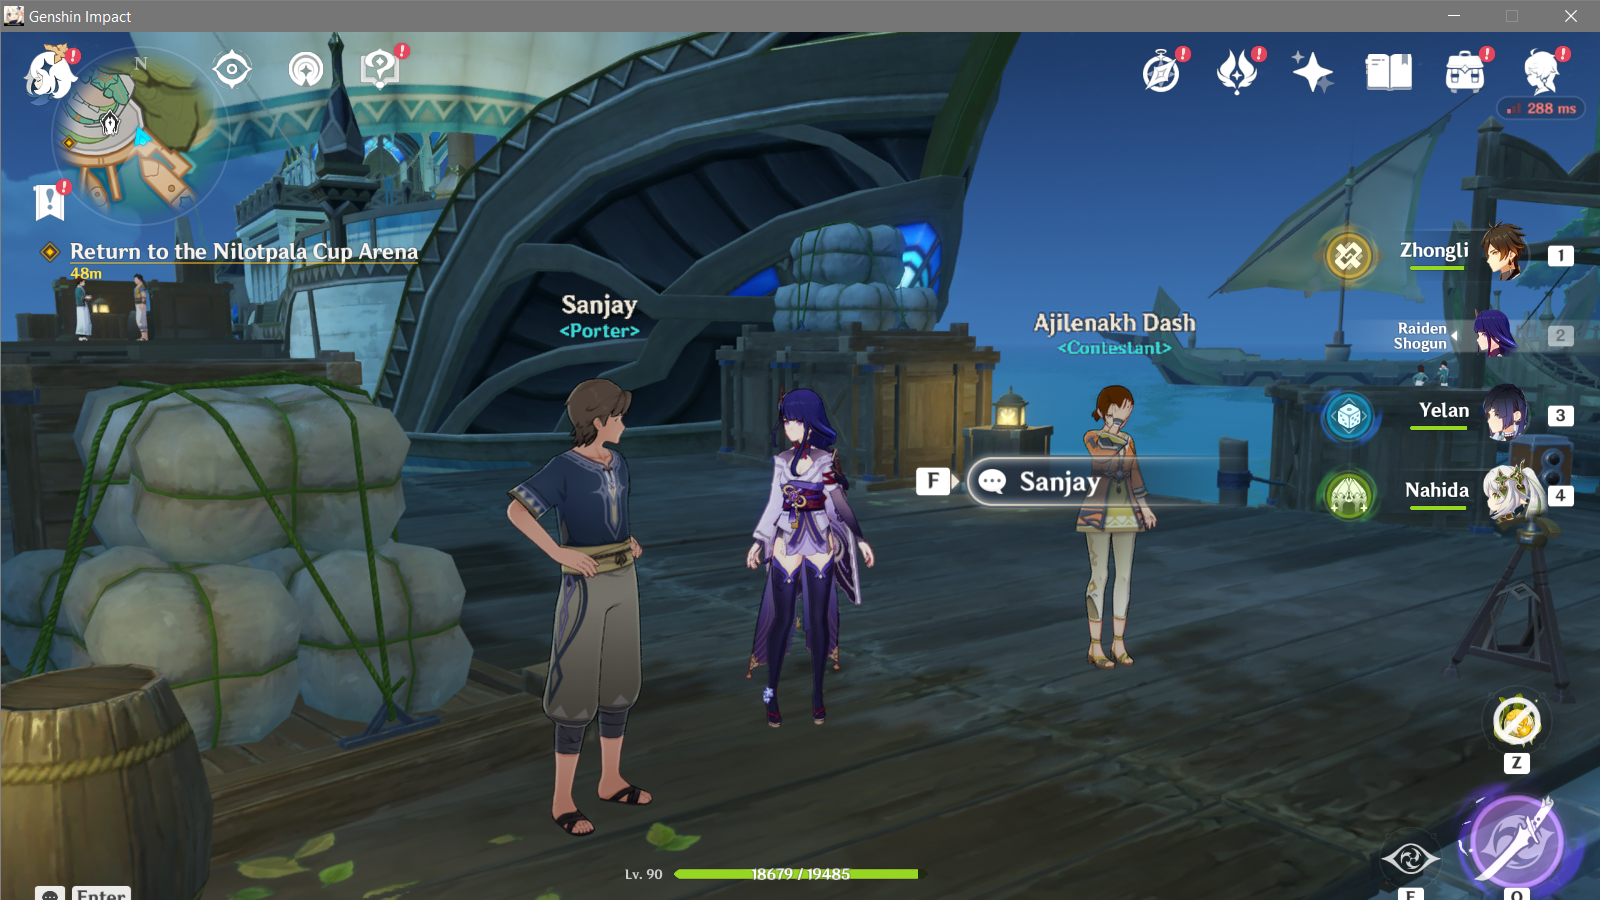 Genshin Impact
N
288 ms
Return to the Nilotpala Cup Arena
48m
Sanjay
<Porter>
Ajilenakh Dash
<Contestant>
Zhongli
1
Raiden
Shogun
2
Yelan
3
Nahida
4
F
Sanjay
Z
Lv. 90
18679 / 19485
Enter
E
Q